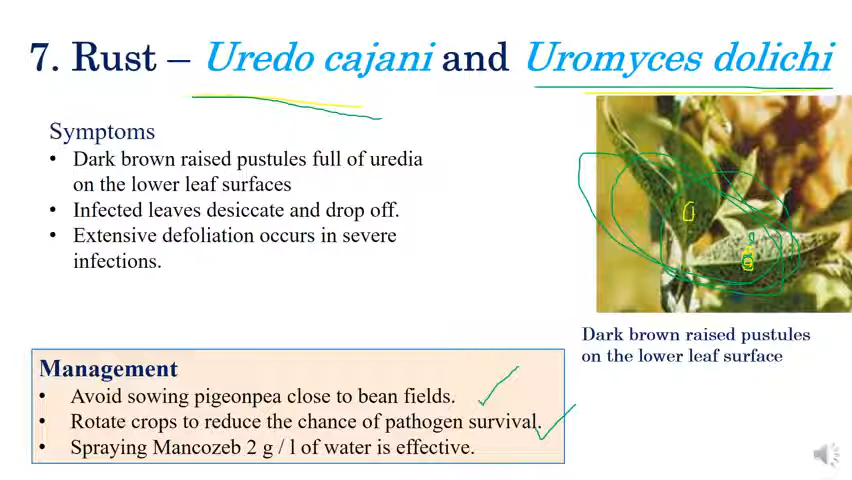 7. Rust – Uredo cajani and Uromyces dolichi
Symptoms
• Dark brown raised pustules full of uredia
on the lower leaf surfaces
• Infected leaves desiccate and drop off.
• Extensive defoliation occurs in severe
infections.
Dark brown raised pustules
on the lower leaf surface
Management
• Avoid sowing pigeonpea close to bean fields.
• Rotate crops to reduce the chance of pathogen survival.
• Spraying Mancozeb 2 g / l of water is effective.